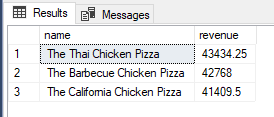 Results Messages
name revenue
1 The Thai Chicken Pizza 43434.25
2 The Barbecue Chicken Pizza 42768
3 The California Chicken Pizza 41409.5